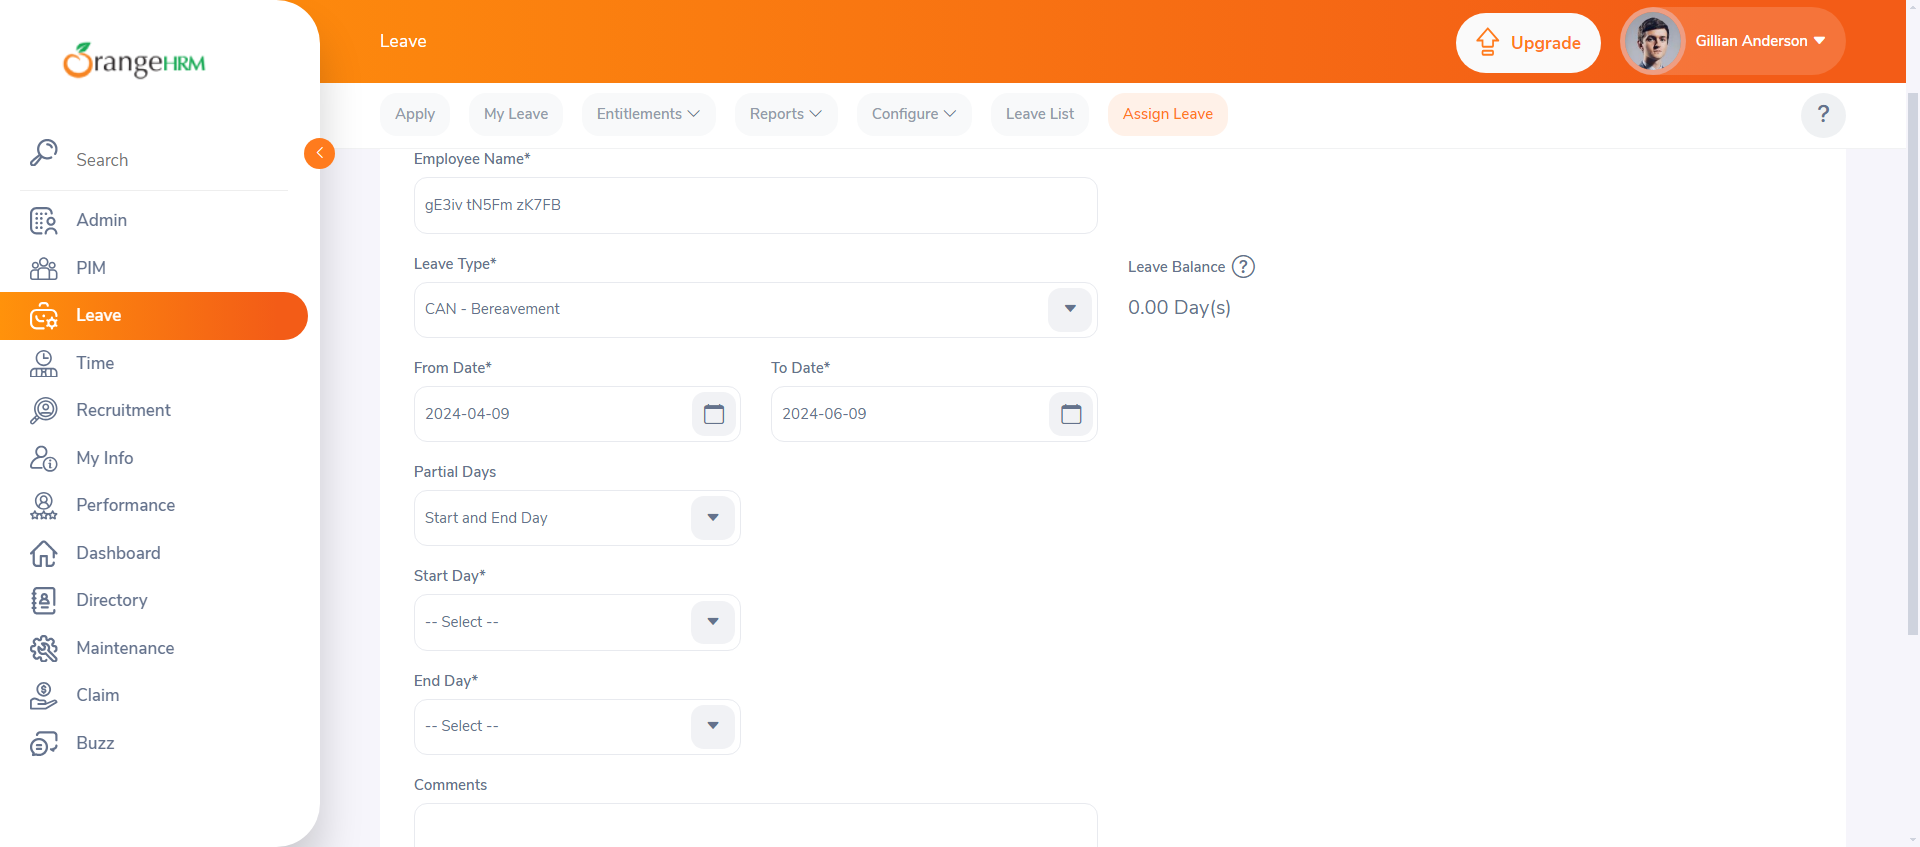 OrangeHRM
Leave
Upgrade
Gillian Anderson
Apply
My Leave
Entitlements
Reports
Configure
Leave List
Assign Leave
?
Search
Admin
PIM
Leave
Time
Recruitment
My Info
Performance
Dashboard
Directory
Maintenance
Claim
Buzz
Employee Name*
gE3iv tN5Fm zK7FB
Leave Type*
CAN - Bereavement
Leave Balance ?
0.00 Day(s)
From Date*
2024-04-09
To Date*
2024-06-09
Partial Days
Start and End Day
Start Day*
-- Select --
End Day*
-- Select --
Comments